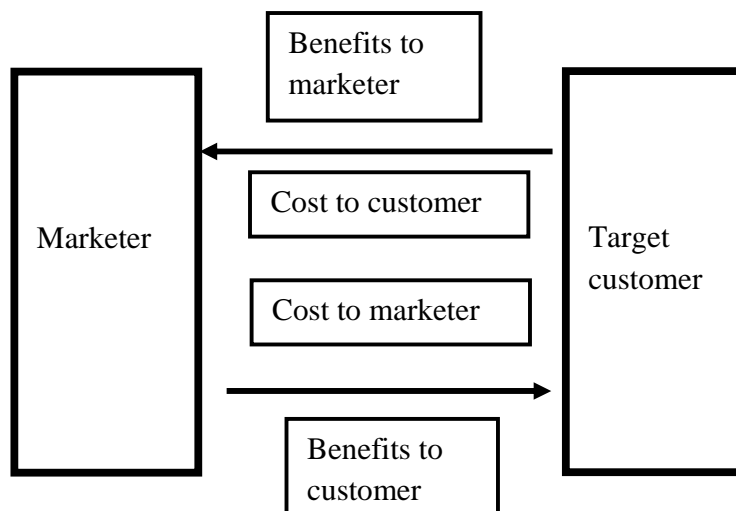 Benefits to
marketer
Cost to customer
Marketer
Target
customer
Cost to marketer
Benefits to
customer